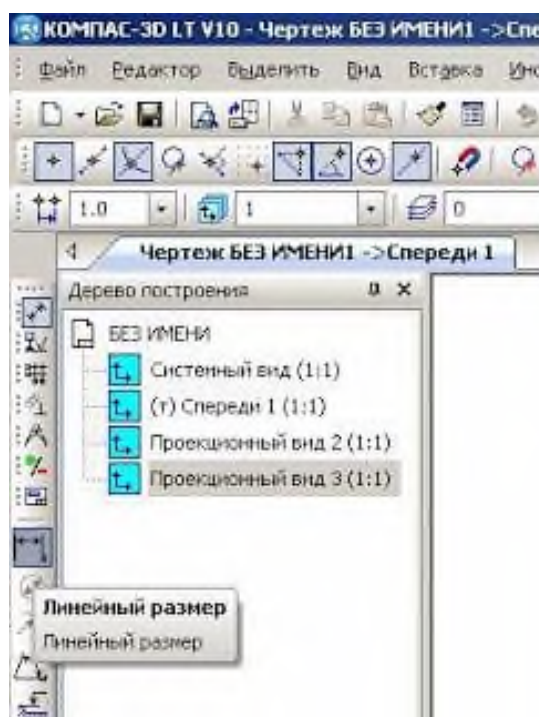 КОМПАС-3D LT V10 - Чертеж БЕЗ ИМЕНИ1 ->Спе
Файл Редактор Выделить Вид Вставка Инс
1.0 1 0
Чертеж БЕЗ ИМЕНИ1 ->Спереди 1
Дерево построения
БЕЗ ИМЕНИ
Системный вид (1:1)
(т) Спереди 1 (1:1)
Проекционный вид 2 (1:1)
Проекционный вид 3 (1:1)
Линейный размер
Линейный размер